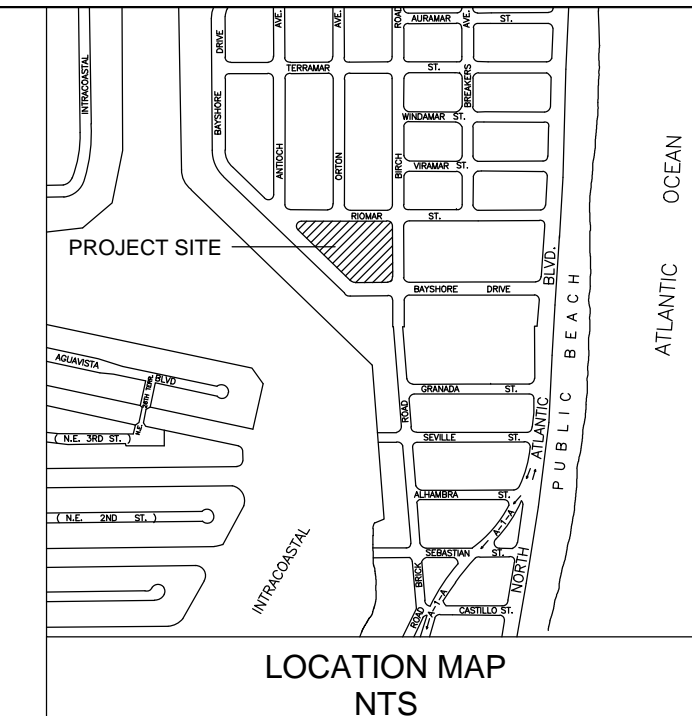 AURAMAR ST.
INTRACOASTAL
DRIVE
AVE.
AVE.
ROAD
AVE.
TERRAMAR ST.
BREAKERS
BAYSHORE
WINDAMAR ST.
ANTIOCH
ORTON
BIRCH
VIRAMAR ST.
OCEAN
ATLANTIC
RIOMAR ST.
PROJECT SITE
BLVD.
BAYSHORE DRIVE
PUBLIC BEACH
AGUAVISTA BLVD
N.E. 26TH TERR.
GRANADA ST.
ROAD
ATLANTIC
( N.E. 3RD ST. )
SEVILLE ST.
ALHAMBRA ST.
( N.E. 2ND ST. )
A-1-A
INTRACOASTAL
SEBASTIAN ST.
BRICK
NORTH
ROAD
A-1-A
CASTILLO ST.
LOCATION MAP
NTS